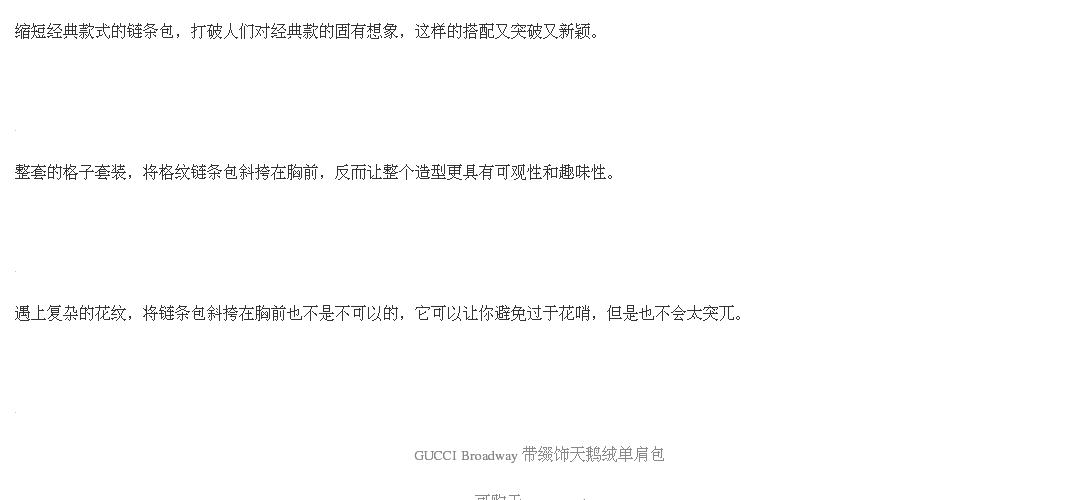 缩短经典款式的链条包，打破人们对经典款的固有想象，这样的搭配又突破又新颖。
整套的格子套装，将格纹链条包斜挎在胸前，反而让整个造型更具有可观性和趣味性。
遇上复杂的花纹，将链条包斜挎在胸前也不是不可以的，它可以让你避免过于花哨，但是也不会太突兀。
GUCCI Broadway 带缀饰天鹅绒单肩包
可购于